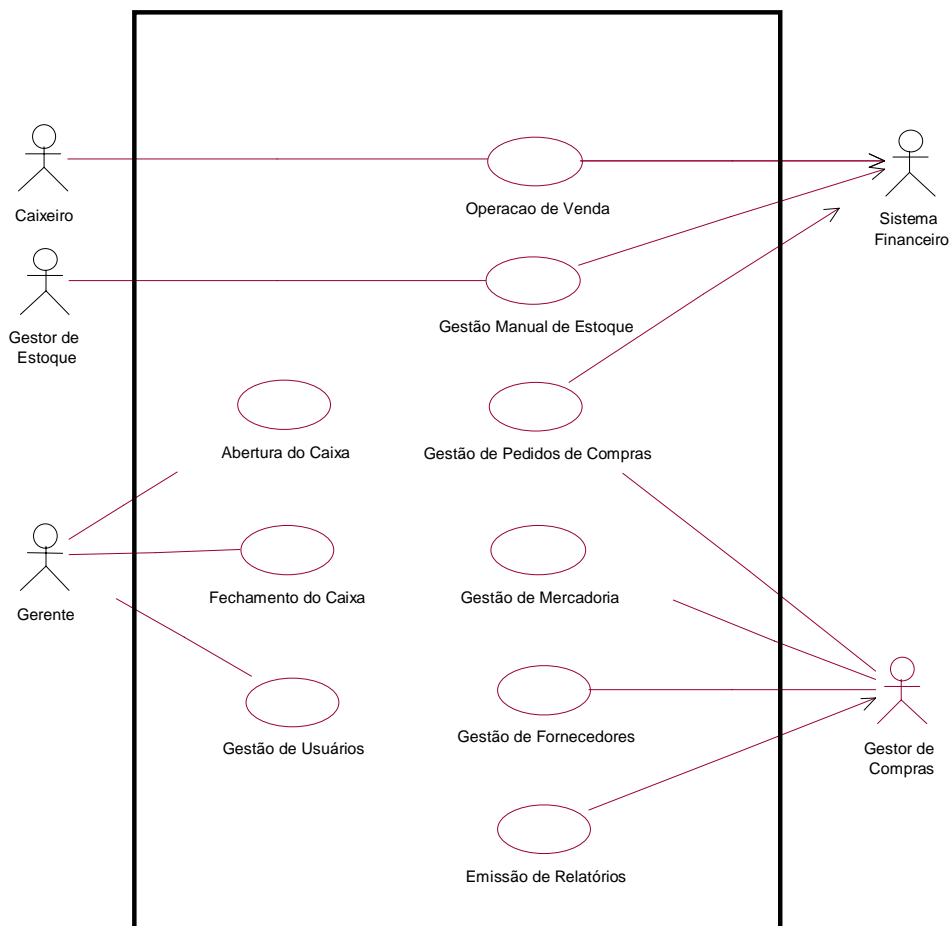 Caixeiro
Operacao de Venda
Sistema
Financeiro
Gestor de
Estoque
Gestão Manual de Estoque
Abertura do Caixa
Gestão de Pedidos de Compras
Gerente
Fechamento do Caixa
Gestão de Mercadoria
Gestão de Usuários
Gestão de Fornecedores
Gestor de
Compras
Emissão de Relatórios